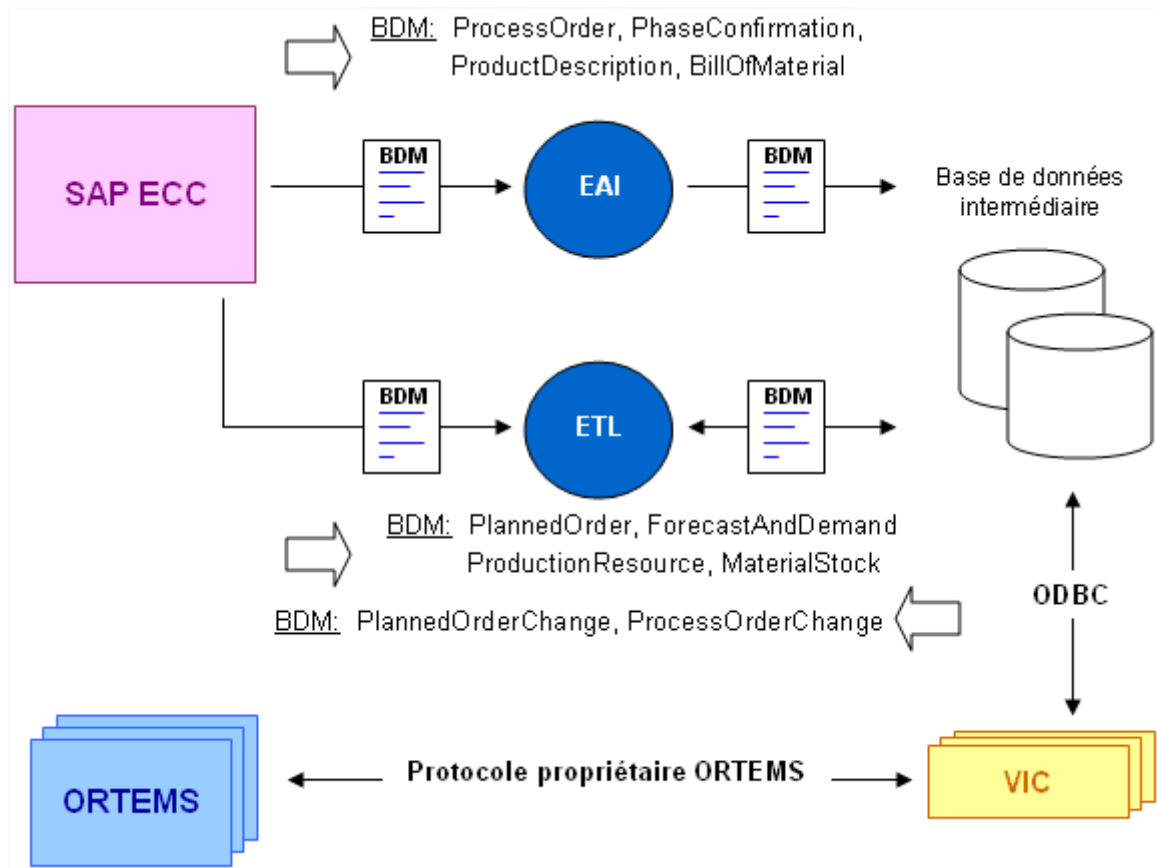 BDM: ProcessOrder, PhaseConfirmation,
ProductDescription, BillOfMaterial
SAP ECC
BDM
EAI
BDM
Base de données
intermédiaire
BDM
ETL
BDM
BDM: PlannedOrder, ForecastAndDemand
ProductionResource, MaterialStock
ODBC
BDM: PlannedOrderChange, ProcessOrderChange
ORTEMS
Protocole propriétaire ORTEMS
VIC